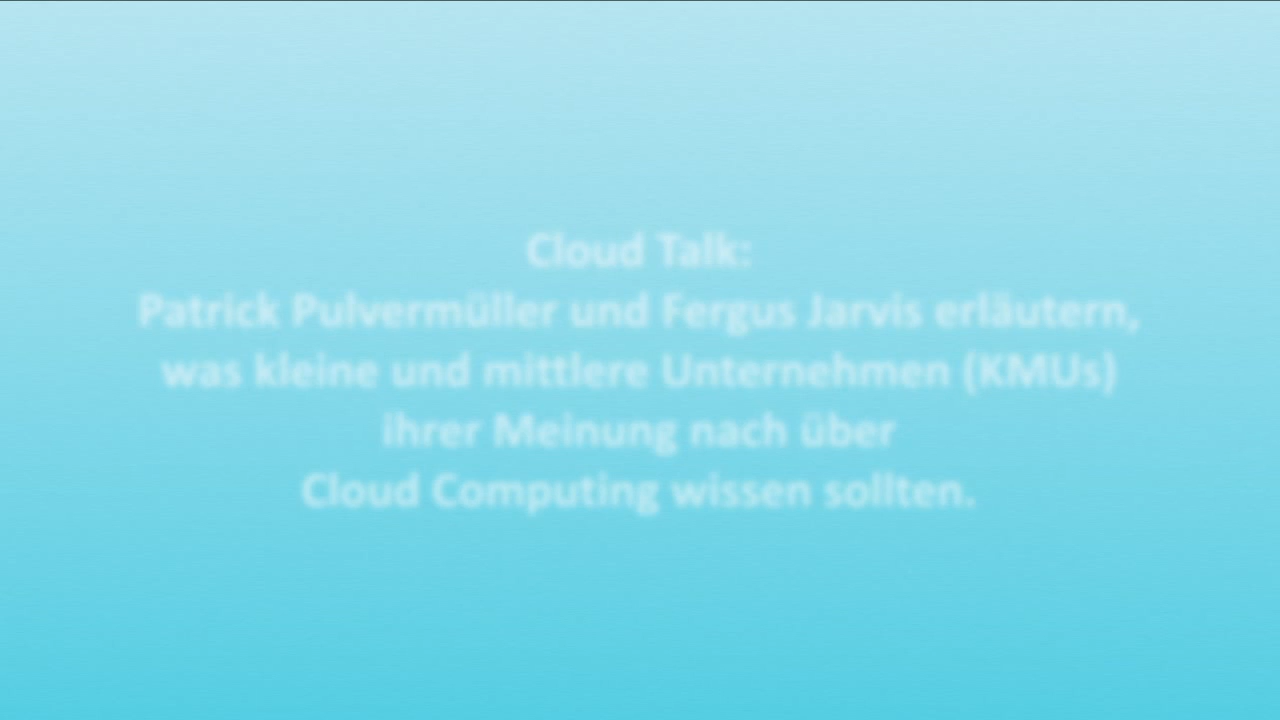 Cloud Talk:
Patrick Pulvermüller und Fergus Jarvis erläutern,
was kleine und mittlere Unternehmen (KMUs)
ihrer Meinung nach über
Cloud Computing wissen sollten.